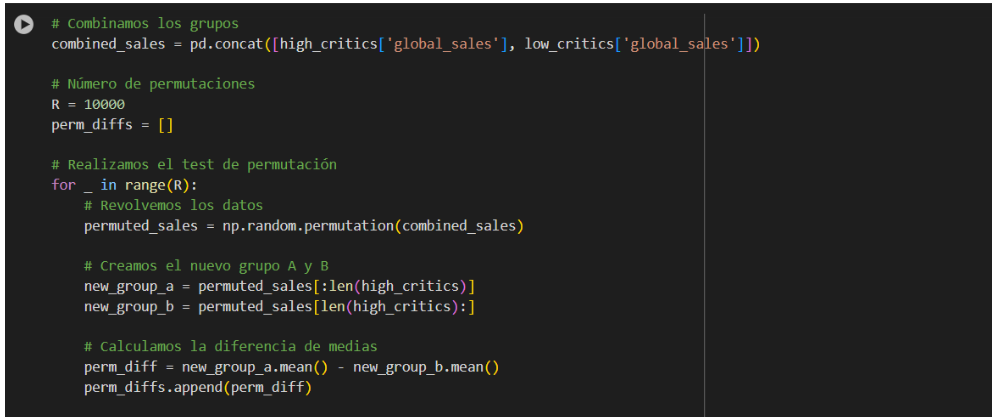 # Combinamos los grupos
combined_sales = pd.concat([high_critics['global_sales'], low_critics['global_sales']])
# Número de permutaciones
R = 10000
perm_diffs = []
# Realizamos el test de permutación
for _ in range(R):
# Revolvemos los datos
permuted_sales = np.random.permutation(combined_sales)
# Creamos el nuevo grupo A y B
new_group_a = permuted_sales[:len(high_critics)]
new_group_b = permuted_sales[len(high_critics):]
# Calculamos la diferencia de medias
perm_diff = new_group_a.mean() - new_group_b.mean()
perm_diffs.append(perm_diff)